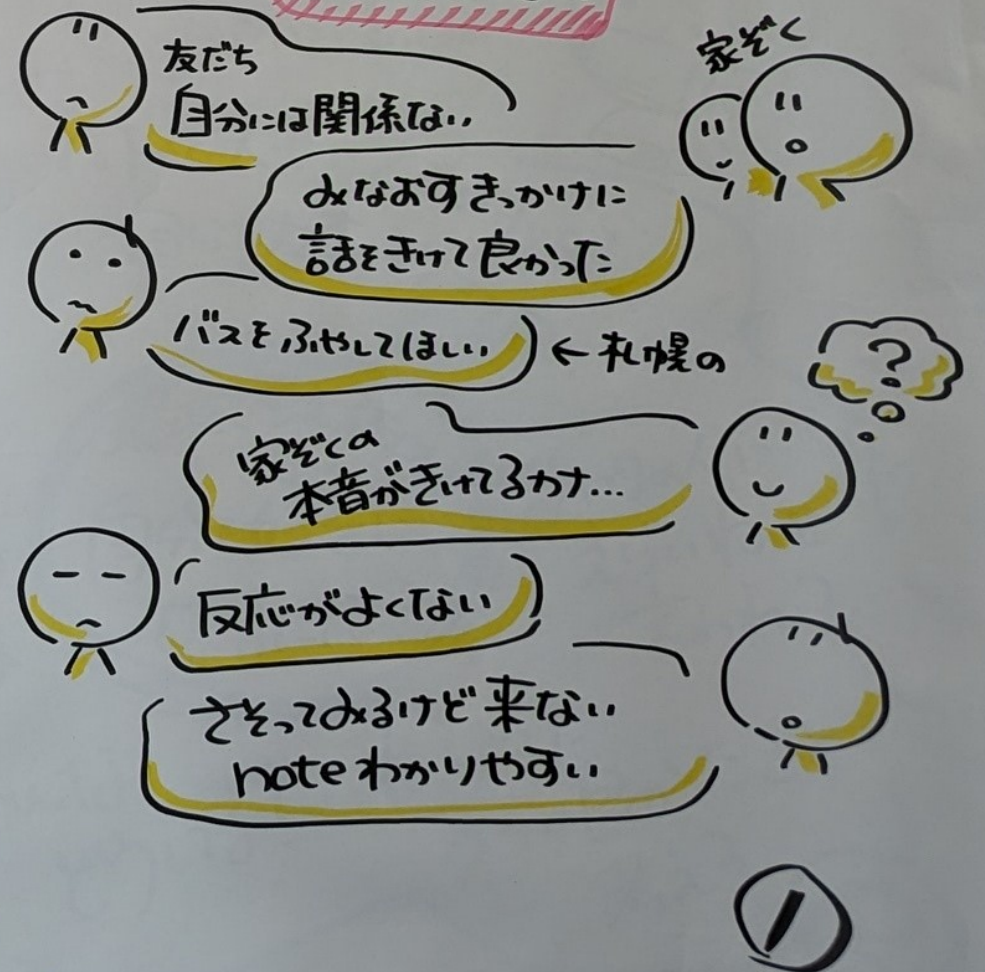 友だち
自分には関係ない
家ぞく
みなおすきっかけに
話をきけて良かった
バスをふやしてほしい
←札幌の
?
家ぞくの
本音がきけてるカナ...
反応がよくない
さそってみるけど来ない
noteわかりやすい
1